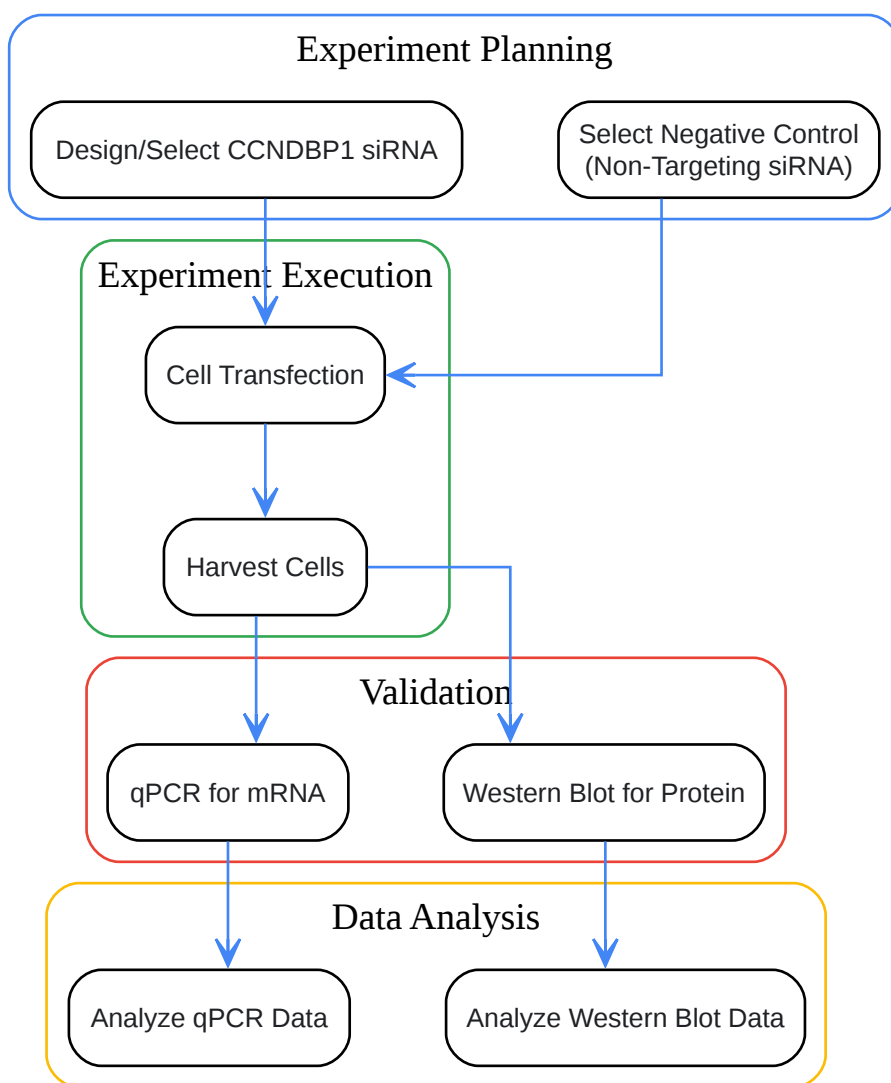 Experiment Planning
Design/Select CCNDBP1 siRNA
Select Negative Control
(Non-Targeting siRNA)
Experiment Execution
Cell Transfection
Harvest Cells
Validation
qPCR for mRNA
Western Blot for Protein
Data Analysis
Analyze qPCR Data
Analyze Western Blot Data